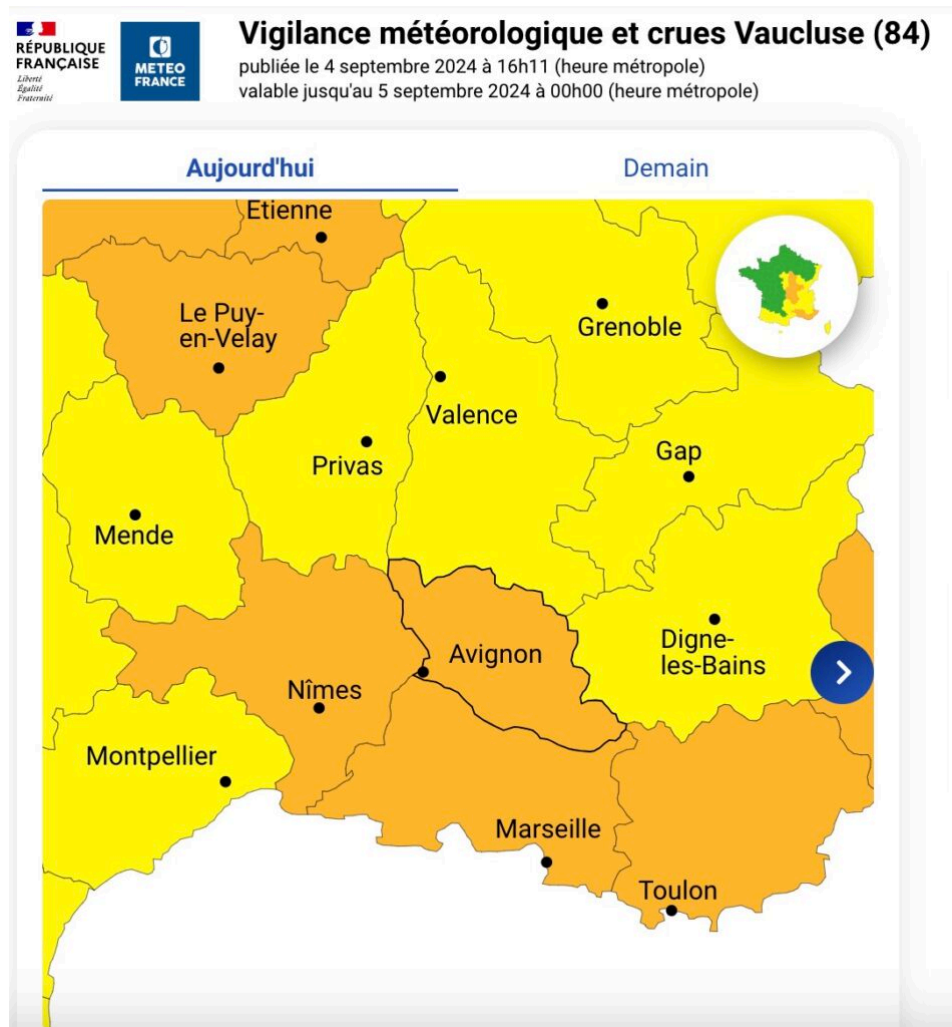 RÉPUBLIQUE
FRANÇAISE
Liberté
Égalité
Fraternité
METEO
FRANCE
Vigilance météorologique et crues Vaucluse (84)
publiée le 4 septembre 2024 à 16h11 (heure métropole)
valable jusqu'au 5 septembre 2024 à 00h00 (heure métropole)
Aujourd'hui
Demain
Etienne
Le Puy-
en-Velay
Grenoble
Valence
Privas
Gap
Mende
Avignon
Digne-
les-Bains
Nîmes
Montpellier
Marseille
Toulon